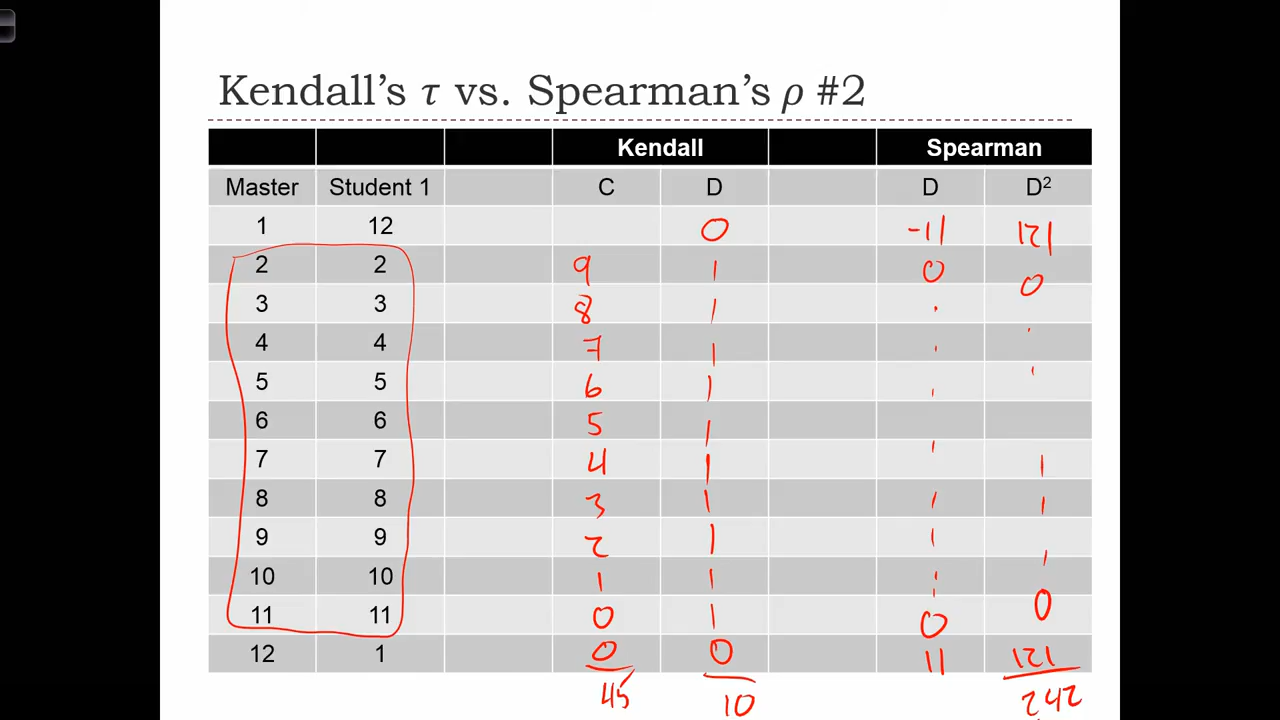 Kendall's τ vs. Spearman's ρ #2
Kendall Spearman
Master Student 1 C D D D²
1 12 0 -11 121
2 2 9 1 0 0
3 3 8 1
4 4 7 1
5 5 6 1
6 6 5 1
7 7 4 1
8 8 3 1
9 9 2 1
10 10 1 1
11 11 0 1 0 0
12 1 0 0 11 121
45 10 242